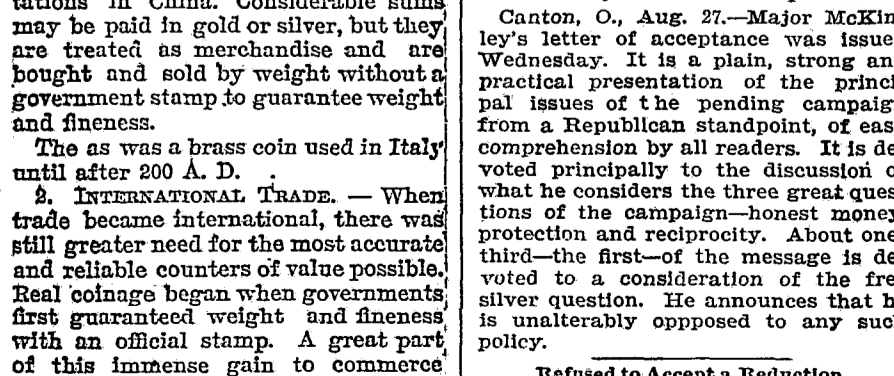 tations in China. Considerable sums
may be paid in gold or silver, but they
are treated as merchandise and are
bought and sold by weight without a
government stamp to guarantee weight
and fineness.
The as was a brass coin used in Italy
until after 200 A. D.
2. INTERNATIONAL TRADE. — When
trade became international, there was
still greater need for the most accurate
and reliable counters of value possible.
Real coinage began when governments
first guaranteed weight and fineness
with an official stamp. A great part
of this immense gain to commerce
Canton, O., Aug. 27.—Major McKin
ley's letter of acceptance was issue
Wednesday. It is a plain, strong an
practical presentation of the princi
pal issues of the pending campaig
from a Republican standpoint, of eas
comprehension by all readers. It is de
voted principally to the discussion o
what he considers the three great ques
tions of the campaign—honest money
protection and reciprocity. About one
third—the first—of the message is de
voted to a consideration of the fre
silver question. He announces that h
is unalterably oppposed to any suc
policy.
Refused to Accept a Reduction